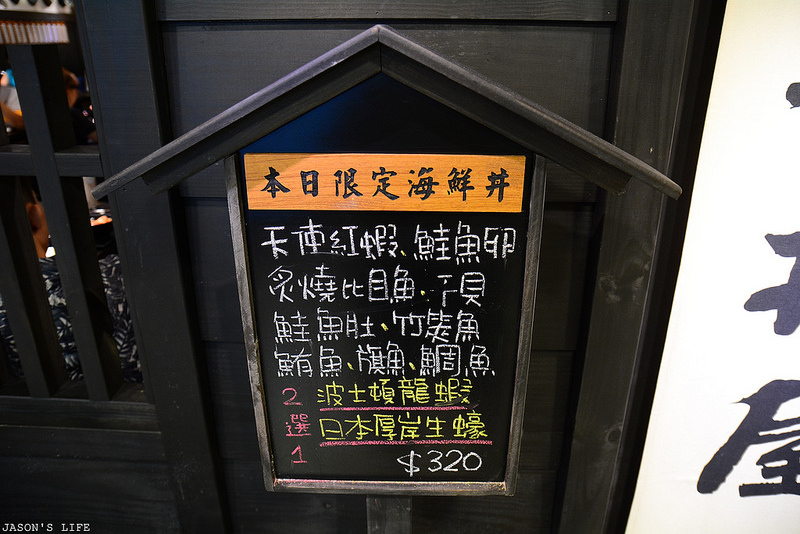 本日限定海鮮丼
天使紅蝦、鮭魚卵
炙燒比目魚、干貝
鮭魚肚、竹筴魚
鮪魚、旗魚、鯛魚
2選1
波士頓龍蝦
日本厚岸生蠔
$320
屋
JASON'S LIFE